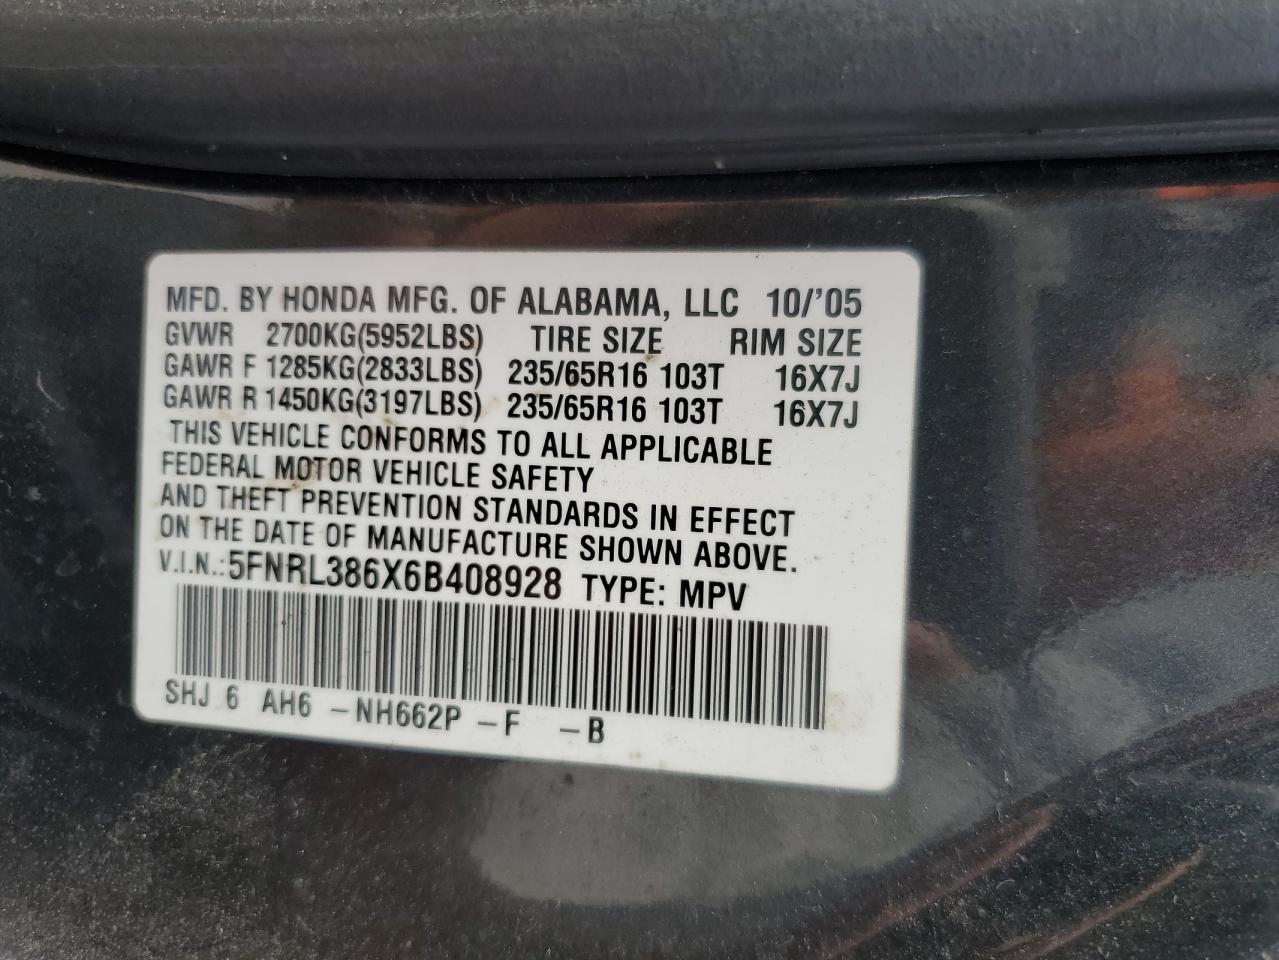 MFD. BY HONDA MFG. OF ALABAMA, LLC 10/'05
GVWR 2700KG(5952LBS) TIRE SIZE RIM SIZE
GAWR F 1285KG(2833LBS) 235/65R16 103T 16X7J
GAWR R 1450KG(3197LBS) 235/65R16 103T 16X7J
THIS VEHICLE CONFORMS TO ALL APPLICABLE
FEDERAL MOTOR VEHICLE SAFETY
AND THEFT PREVENTION STANDARDS IN EFFECT
ON THE DATE OF MANUFACTURE SHOWN ABOVE.
V.I.N.:5FNRL386X6B408928 TYPE: MPV
SHJ 6 AH6 -NH662P -F -B